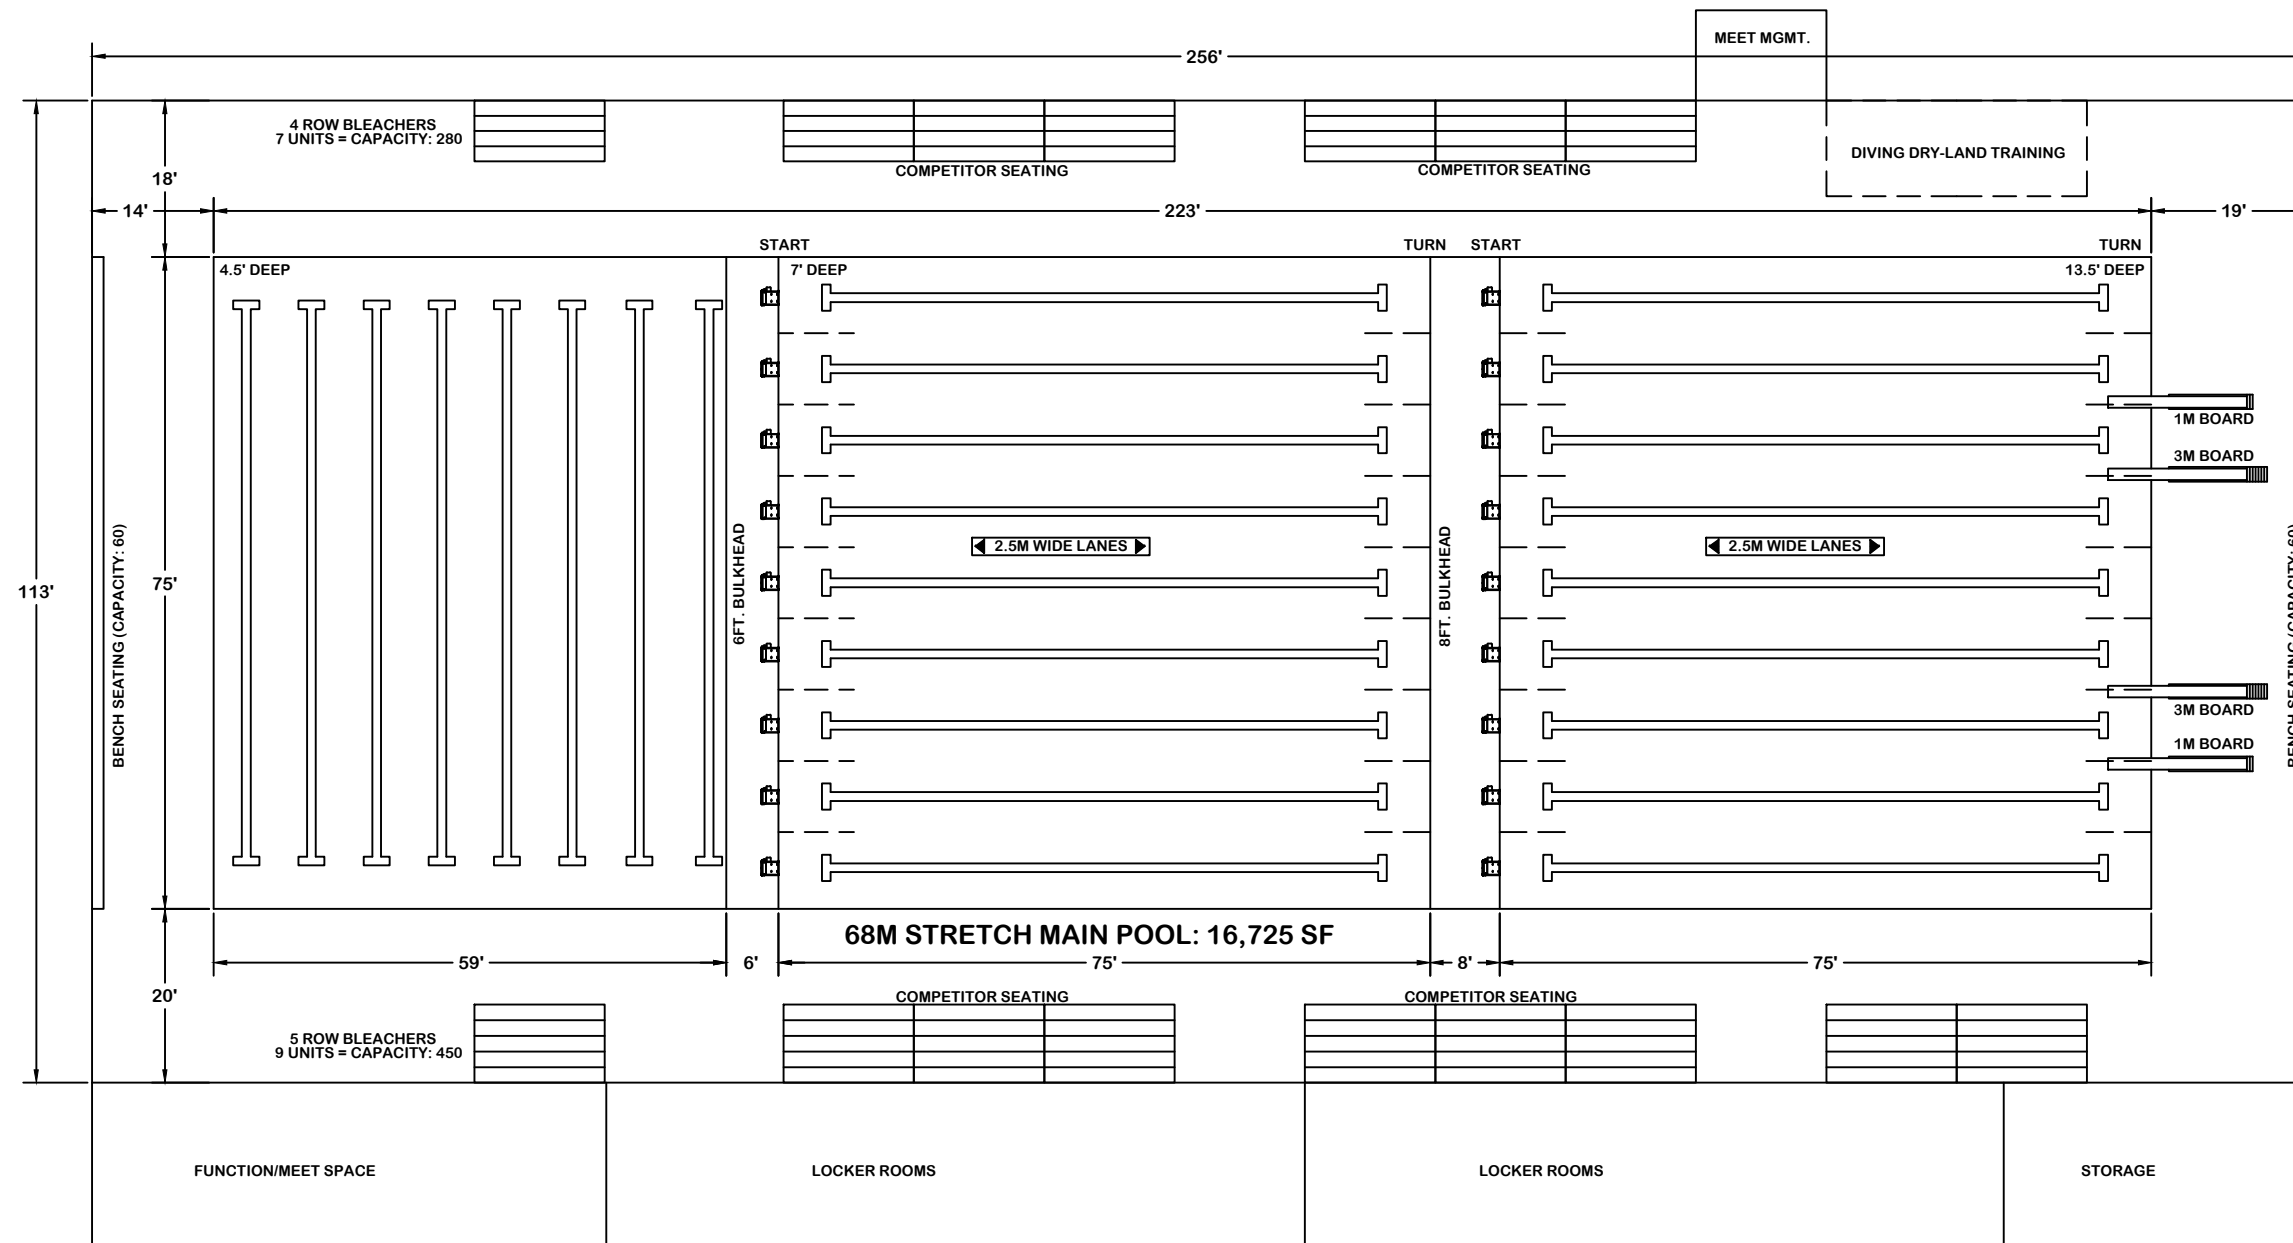 MEET MGMT.
256'
4 ROW BLEACHERS
7 UNITS = CAPACITY: 280
COMPETITOR SEATING
COMPETITOR SEATING
DIVING DRY-LAND TRAINING
18'
14'
223'
19'
START
TURN
START
TURN
4.5' DEEP
7' DEEP
13.5' DEEP
1M BOARD
3M BOARD
BENCH SEATING (CAPACITY: 60)
113'
75'
6FT. BULKHEAD
2.5M WIDE LANES
8FT. BULKHEAD
2.5M WIDE LANES
BENCH SEATING (CAPACITY: 60)
3M BOARD
1M BOARD
68M STRETCH MAIN POOL: 16,725 SF
59'
6'
75'
8'
75'
20'
COMPETITOR SEATING
COMPETITOR SEATING
5 ROW BLEACHERS
9 UNITS = CAPACITY: 450
FUNCTION/MEET SPACE
LOCKER ROOMS
LOCKER ROOMS
STORAGE